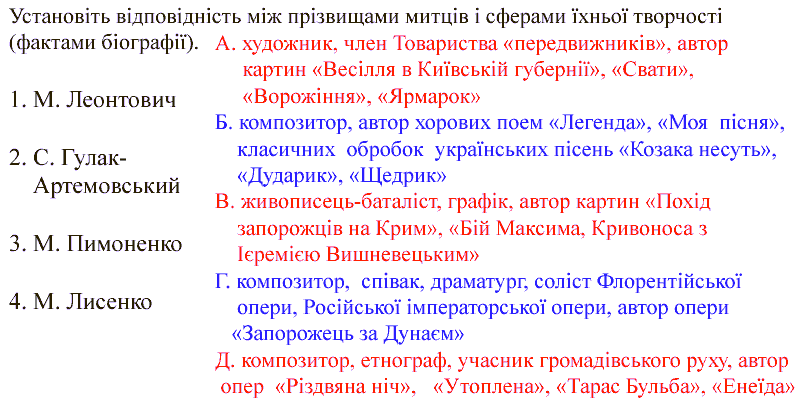 Установіть відповідність між прізвищами митців і сферами їхньої творчості
(фактами біографії).
1. М. Леонтович
2. С. Гулак-
Артемовський
3. М. Пимоненко
4. М. Лисенко
А. художник, член Товариства «передвижників», автор
картин «Весілля в Київській губернії», «Свати»,
«Ворожіння», «Ярмарок»
Б. композитор, автор хорових поем «Легенда», «Моя пісня»,
класичних обробок українських пісень «Козака несуть»,
«Дударик», «Щедрик»
В. живописець-баталіст, графік, автор картин «Похід
запорожців на Крим», «Бій Максима, Кривоноса з
Ієремією Вишневецьким»
Г. композитор, співак, драматург, соліст Флорентійської
опери, Російської імператорської опери, автор опери
«Запорожець за Дунаєм»
Д. композитор, етнограф, учасник громадівського руху, автор
опер «Різдвяна ніч», «Утоплена», «Тарас Бульба», «Енеїда»